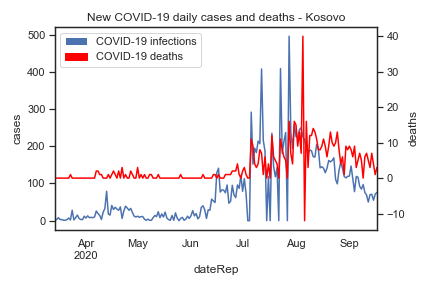 New COVID-19 daily cases and deaths - Kosovo
COVID-19 infections
COVID-19 deaths
500
400
300
200
100
0
cases
40
30
20
10
0
−10
deaths
Apr
2020
May
Jun
Jul
Aug
Sep
dateRep